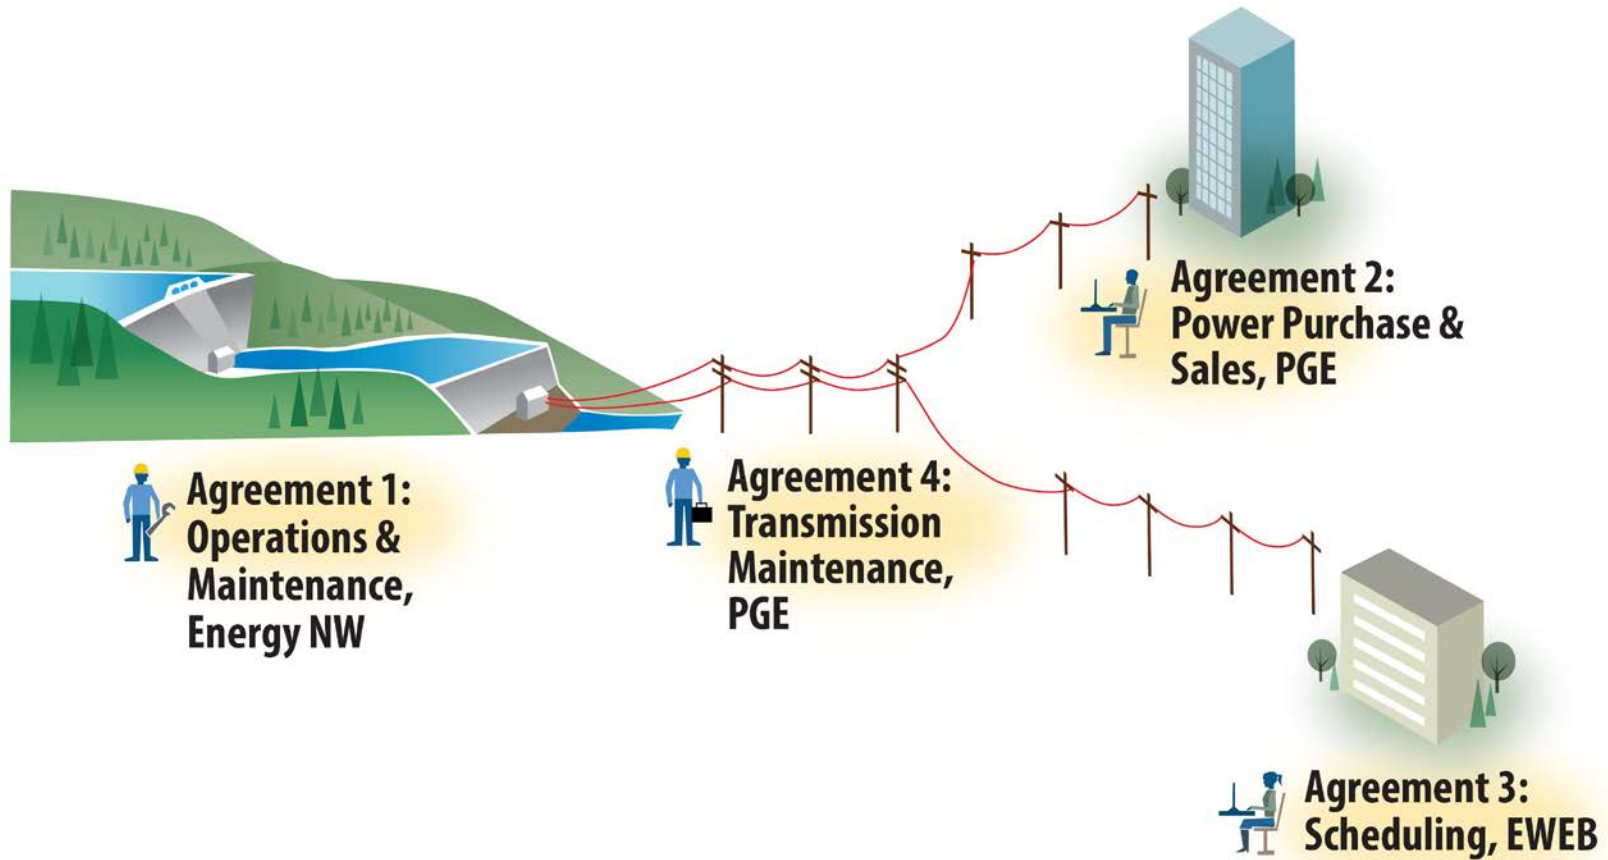 Agreement 2:
Power Purchase &
Sales, PGE
Agreement 1:
Operations &
Maintenance,
Energy NW
Agreement 4:
Transmission
Maintenance,
PGE
Agreement 3:
Scheduling, EWEB